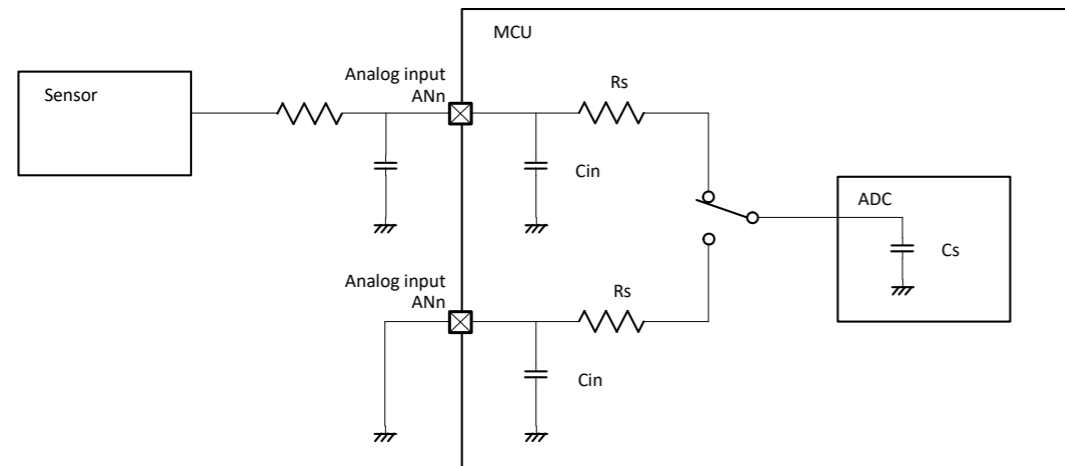 MCU
Sensor
Analog input
ANn
Rs
Cin
ADC
Cs
Analog input
ANn
Rs
Cin